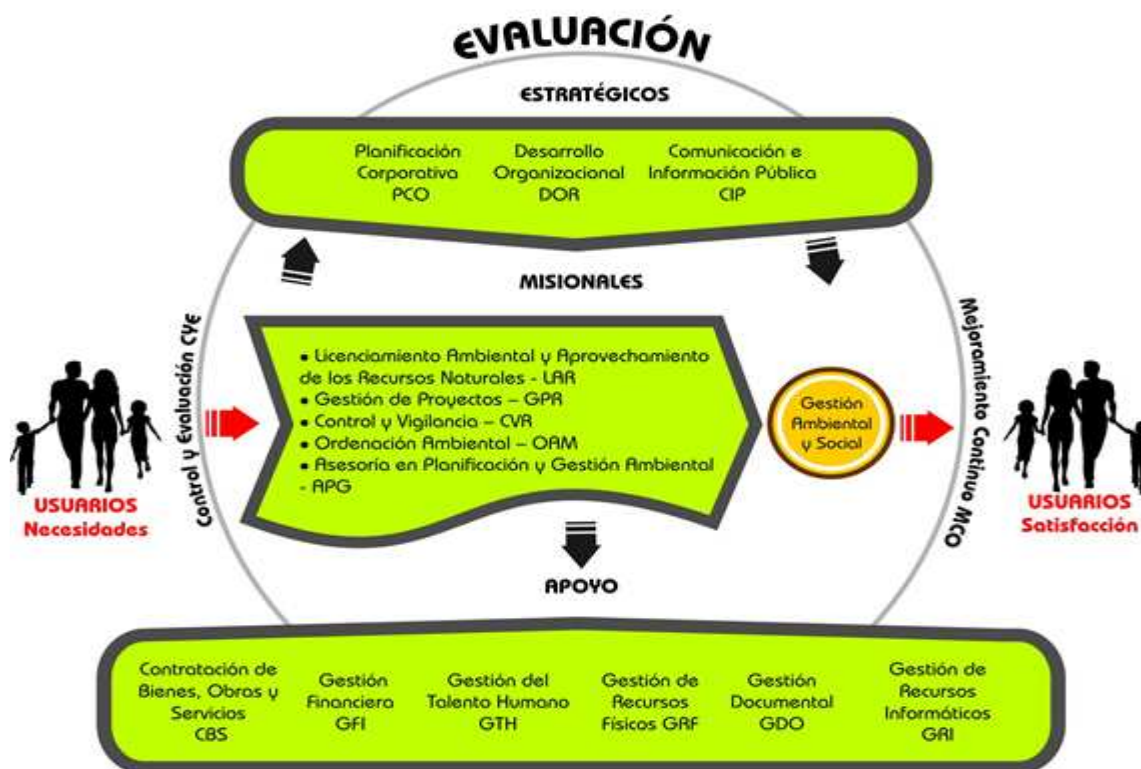 EVALUACIÓN
ESTRATÉGICOS
Planificación
Corporativa
PCO
Desarrollo
Organizacional
DOR
Comunicación e
Información Pública
CIP
MISIONALES
Control y Evaluación CYE
USUARIOS
Necesidades
• Licenciamiento Ambiental y Aprovechamiento
de los Recursos Naturales - LAR
• Gestión de Proyectos – GPR
• Control y Vigilancia – CVR
• Ordenación Ambiental – OAM
• Asesoría en Planificación y Gestión Ambiental
- APG
Gestión
Ambiental
y Social
Mejoramiento Continuo MCO
USUARIOS
Satisfacción
APOYO
Contratación de
Bienes, Obras y
Servicios
CBS
Gestión
Financiera
GFI
Gestión del
Talento Humano
GTH
Gestión de
Recursos
Físicos GRF
Gestión
Documental
GDO
Gestión de
Recursos
Informáticos
GRI